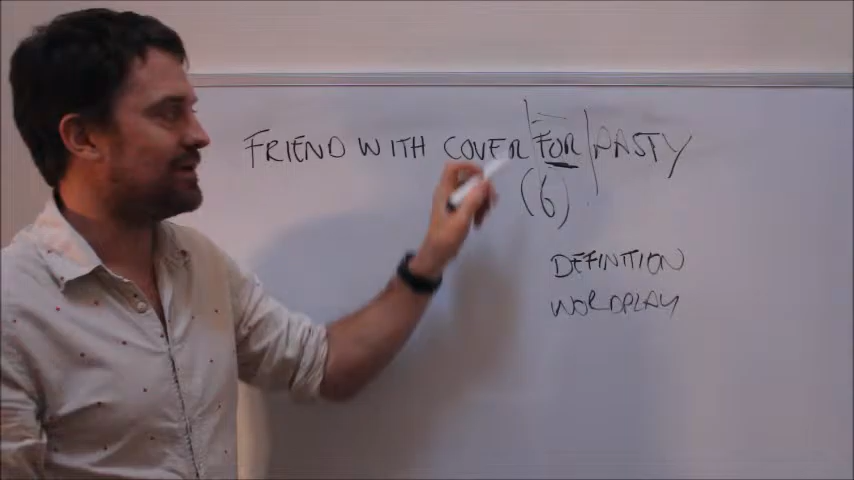 FRIEND WITH COVER FOR PASTY
(6)
DEFINITION
WORDPLAY